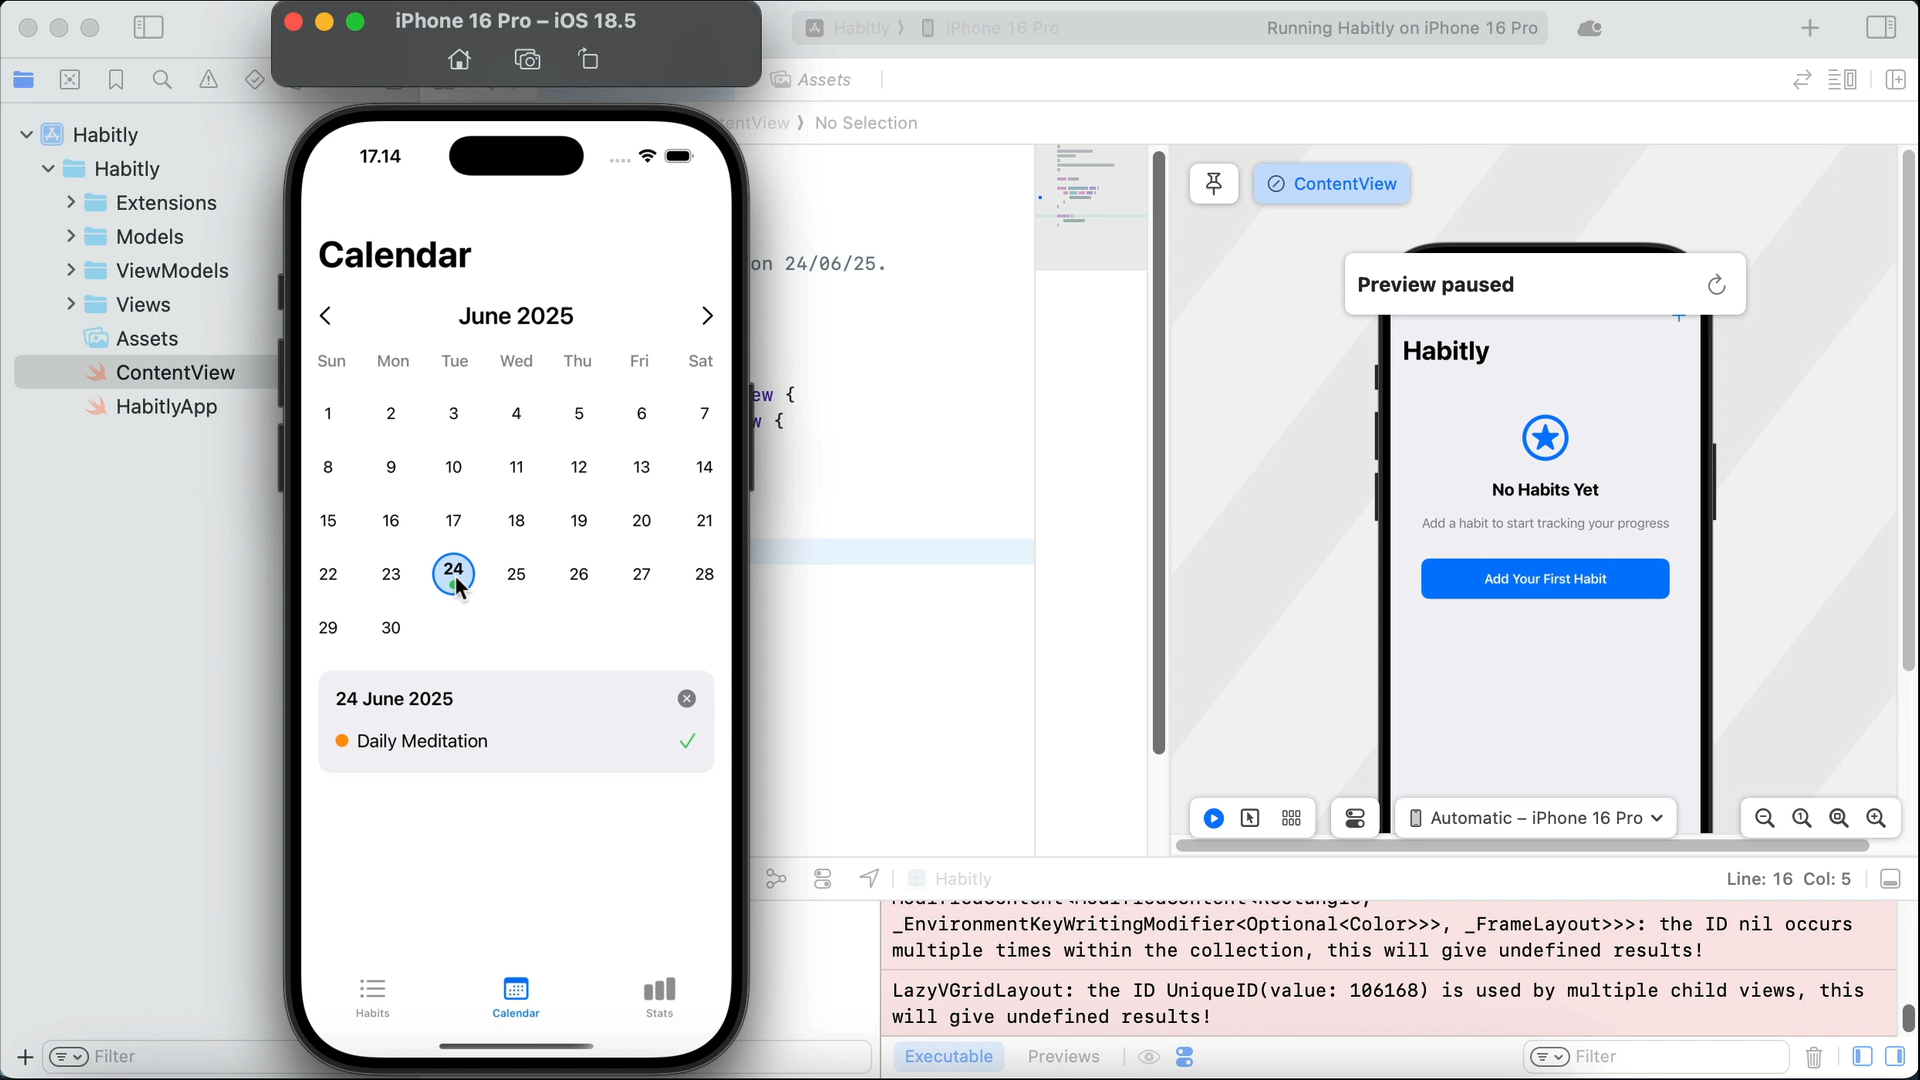 iPhone 16 Pro – iOS 18.5
Habitly
iPhone 16 Pro
Running Habitly on iPhone 16 Pro
Assets
No Selection
Habitly
Habitly
Extensions
Models
ViewModels
Views
Assets
ContentView
HabitlyApp
17.14
Calendar
June 2025
Sun Mon Tue Wed Thu Fri Sat
1 2 3 4 5 6 7
8 9 10 11 12 13 14
15 16 17 18 19 20 21
22 23 24 25 26 27 28
29 30
24 June 2025
Daily Meditation
Habits
Calendar
Stats
on 24/06/25.
ew {
w {
ContentView
Preview paused
Habitly
No Habits Yet
Add a habit to start tracking your progress
Add Your First Habit
Automatic – iPhone 16 Pro
Habitly
Line: 16 Col: 5
_EnvironmentKeyWritingModifier<Optional<Color>>>, _FrameLayout>>>: the ID nil occurs
multiple times within the collection, this will give undefined results!
LazyVGridLayout: the ID UniqueID(value: 106168) is used by multiple child views, this
will give undefined results!
Filter
Executable
Previews
Filter